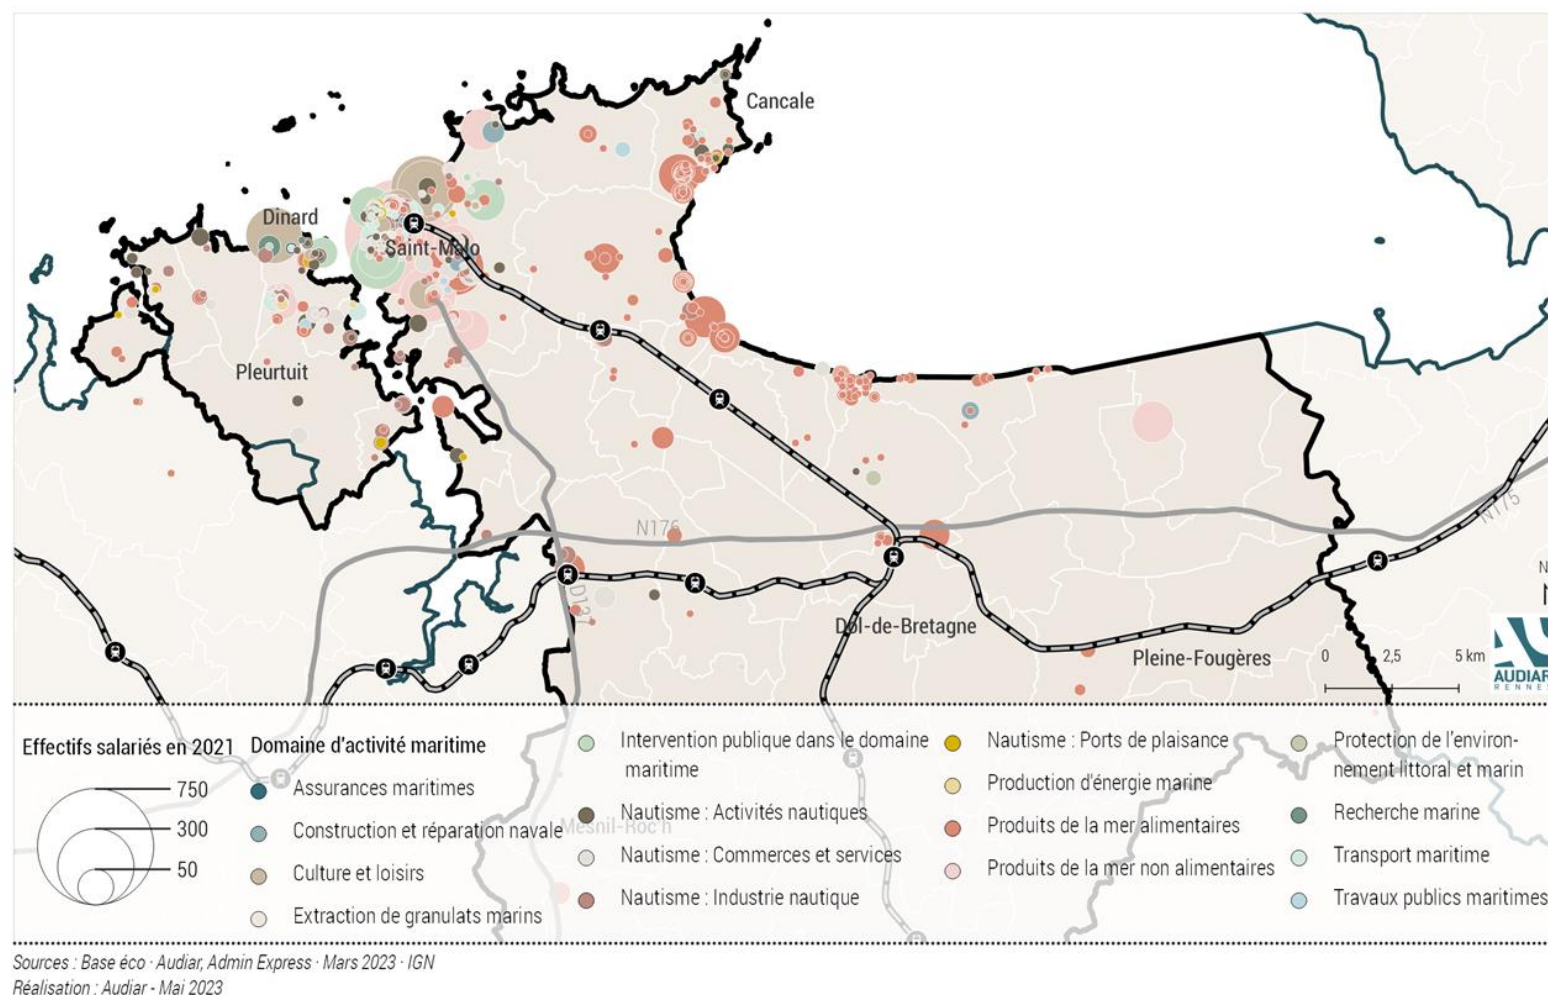 Cancale
Dinard
Saint-Malo
Pleurtuit
N176
N175
D137
Dol-de-Bretagne
Pleine-Fougères
0 2,5 5 km
N
AUDIAR
RENNES
Effectifs salariés en 2021
750
300
50
Domaine d'activité maritime
Assurances maritimes
Construction et réparation navale
Culture et loisirs
Extraction de granulats marins
Intervention publique dans le domaine
maritime
Nautisme : Activités nautiques
Mesnil-Roc'h
Nautisme : Commerces et services
Nautisme : Industrie nautique
Nautisme : Ports de plaisance
Production d'énergie marine
Produits de la mer alimentaires
Produits de la mer non alimentaires
Protection de l'environ-
nement littoral et marin
Recherche marine
Transport maritime
Travaux publics maritimes
Sources : Base éco · Audiar, Admin Express · Mars 2023 · IGN
Réalisation : Audiar - Mai 2023